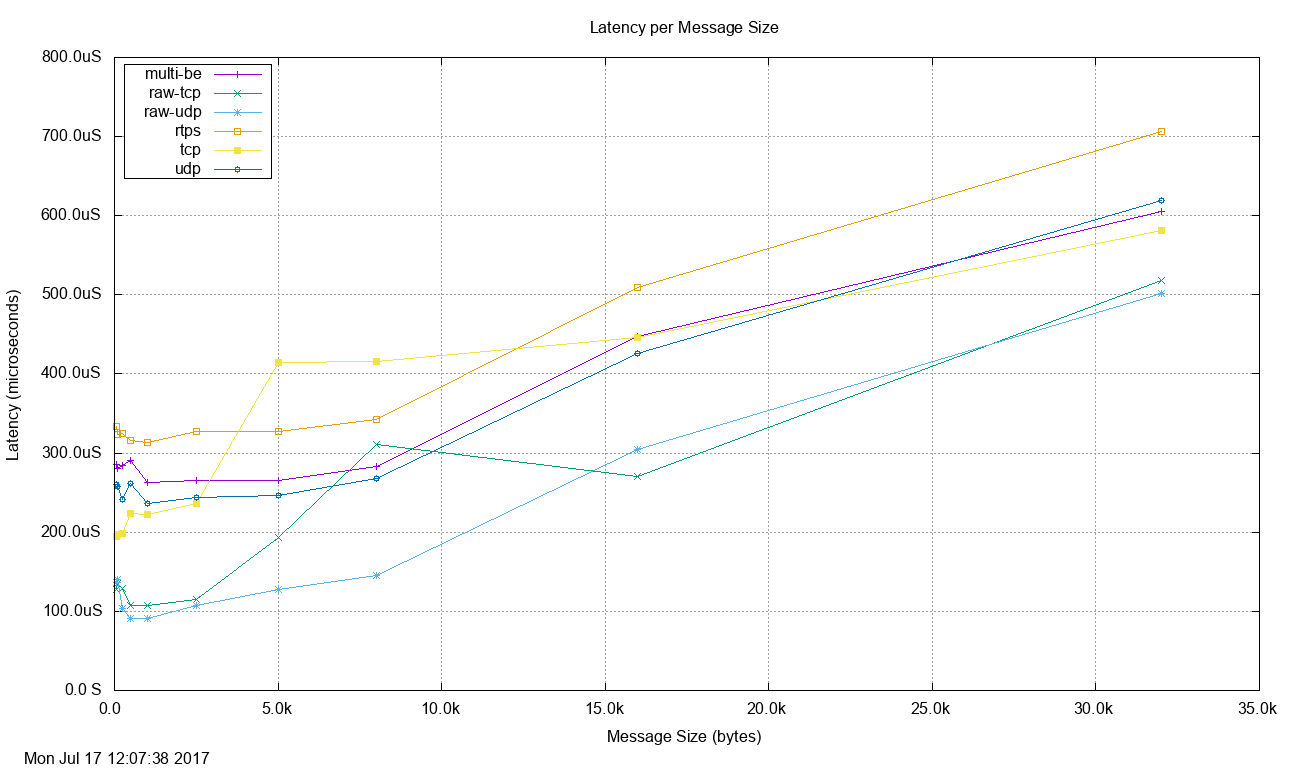 Latency per Message Size
800.0uS
700.0uS
600.0uS
500.0uS
400.0uS
300.0uS
200.0uS
100.0uS
0.0 S
Latency (microseconds)
multi-be
raw-tcp
raw-udp
rtps
tcp
udp
0.0 5.0k 10.0k 15.0k 20.0k 25.0k 30.0k 35.0k
Message Size (bytes)
Mon Jul 17 12:07:38 2017